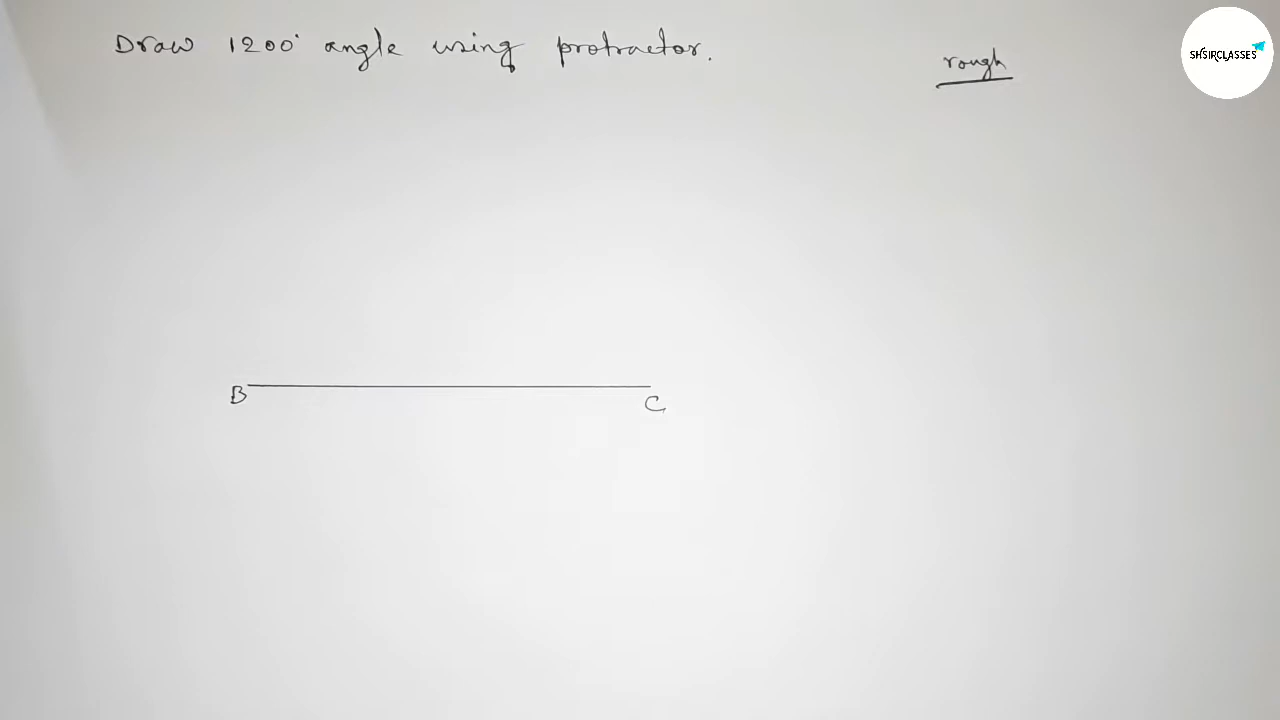 Draw 1200° angle using protractor.
rough
SHSIRCLASSES
B
C